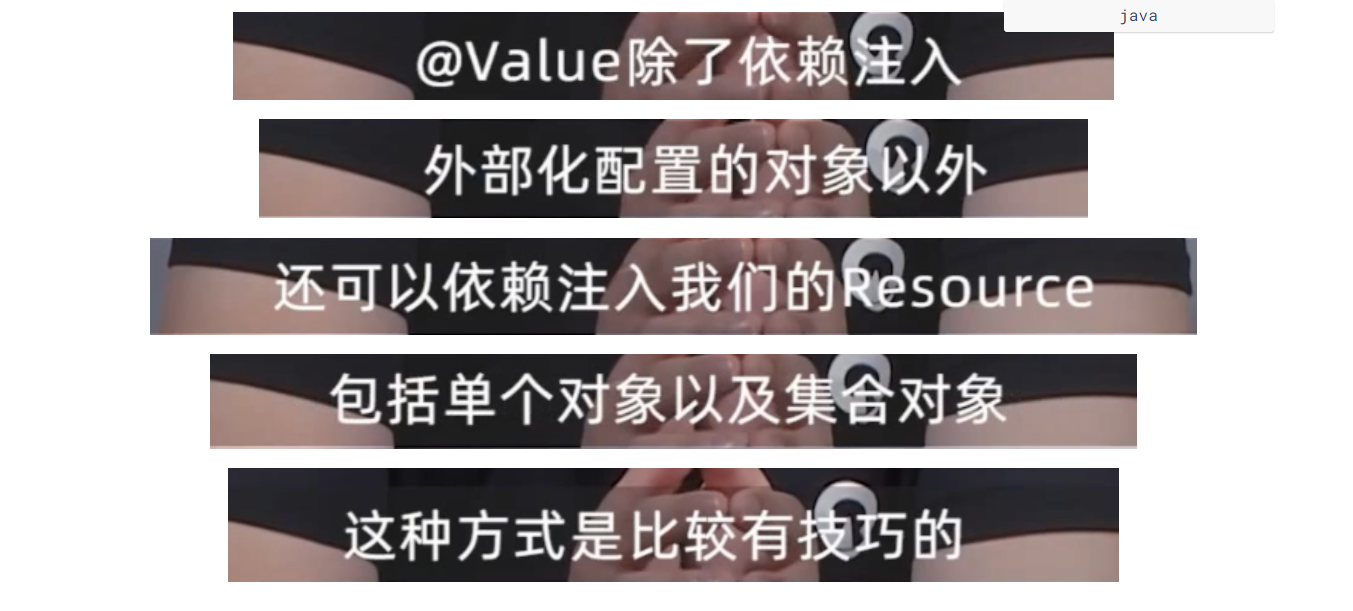 java
@Value除了依赖注入
外部化配置的对象以外
还可以依赖注入我们的Resource
包括单个对象以及集合对象
这种方式是比较有技巧的